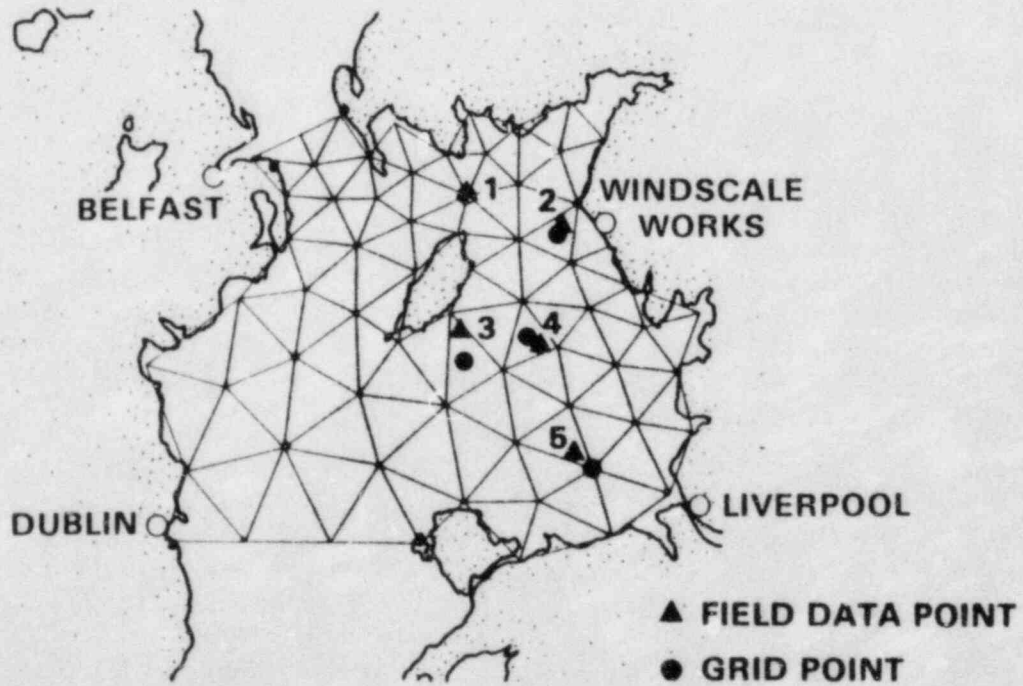 BELFAST
1
2
WINDSCALE
WORKS
3
4
5
DUBLIN
LIVERPOOL
▲ FIELD DATA POINT
● GRID POINT